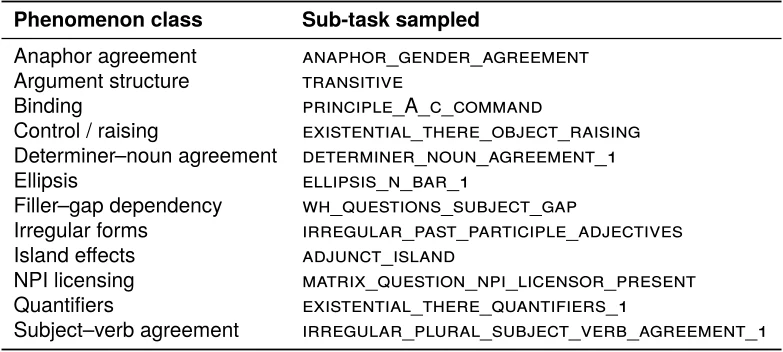 Phenomenon class Sub-task sampled
Anaphor agreement ANAPHOR_GENDER_AGREEMENT
Argument structure TRANSITIVE
Binding PRINCIPLE_A_C_COMMAND
Control / raising EXISTENTIAL_THERE_OBJECT_RAISING
Determiner–noun agreement DETERMINER_NOUN_AGREEMENT_1
Ellipsis ELLIPSIS_N_BAR_1
Filler–gap dependency WH_QUESTIONS_SUBJECT_GAP
Irregular forms IRREGULAR_PAST_PARTICIPLE_ADJECTIVES
Island effects ADJUNCT_ISLAND
NPI licensing MATRIX_QUESTION_NPI_LICENSOR_PRESENT
Quantifiers EXISTENTIAL_THERE_QUANTIFIERS_1
Subject–verb agreement IRREGULAR_PLURAL_SUBJECT_VERB_AGREEMENT_1